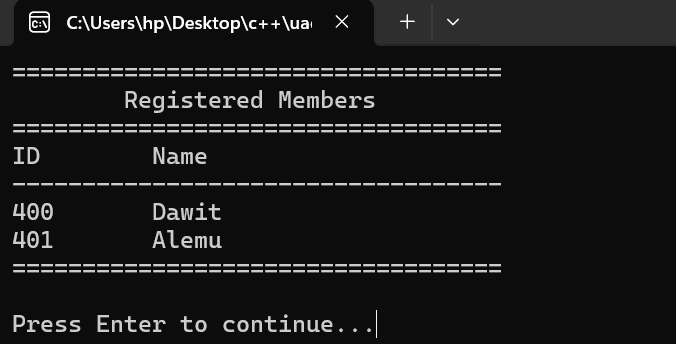 C:\Users\hp\Desktop\c++\ua
===================================
Registered Members
===================================
ID Name
-----------------------------------
400 Dawit
401 Alemu
===================================
Press Enter to continue...